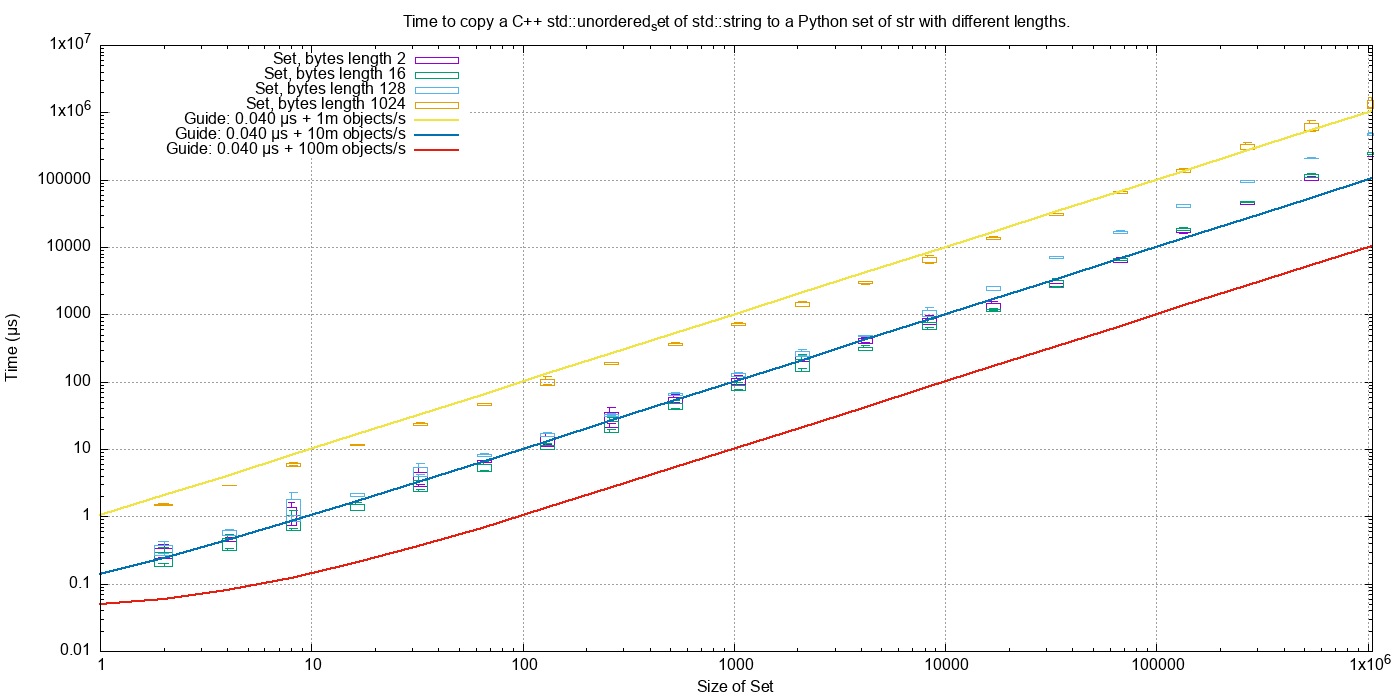 Time to copy a C++ std::unordered_set of std::string to a Python set of str with different lengths.
1x10^7
1x10^6
100000
10000
1000
100
10
1
0.1
0.01
Time (µs)
Set, bytes length 2
Set, bytes length 16
Set, bytes length 128
Set, bytes length 1024
Guide: 0.040 µs + 1m objects/s
Guide: 0.040 µs + 10m objects/s
Guide: 0.040 µs + 100m objects/s
1 10 100 1000 10000 100000 1x10^6
Size of Set